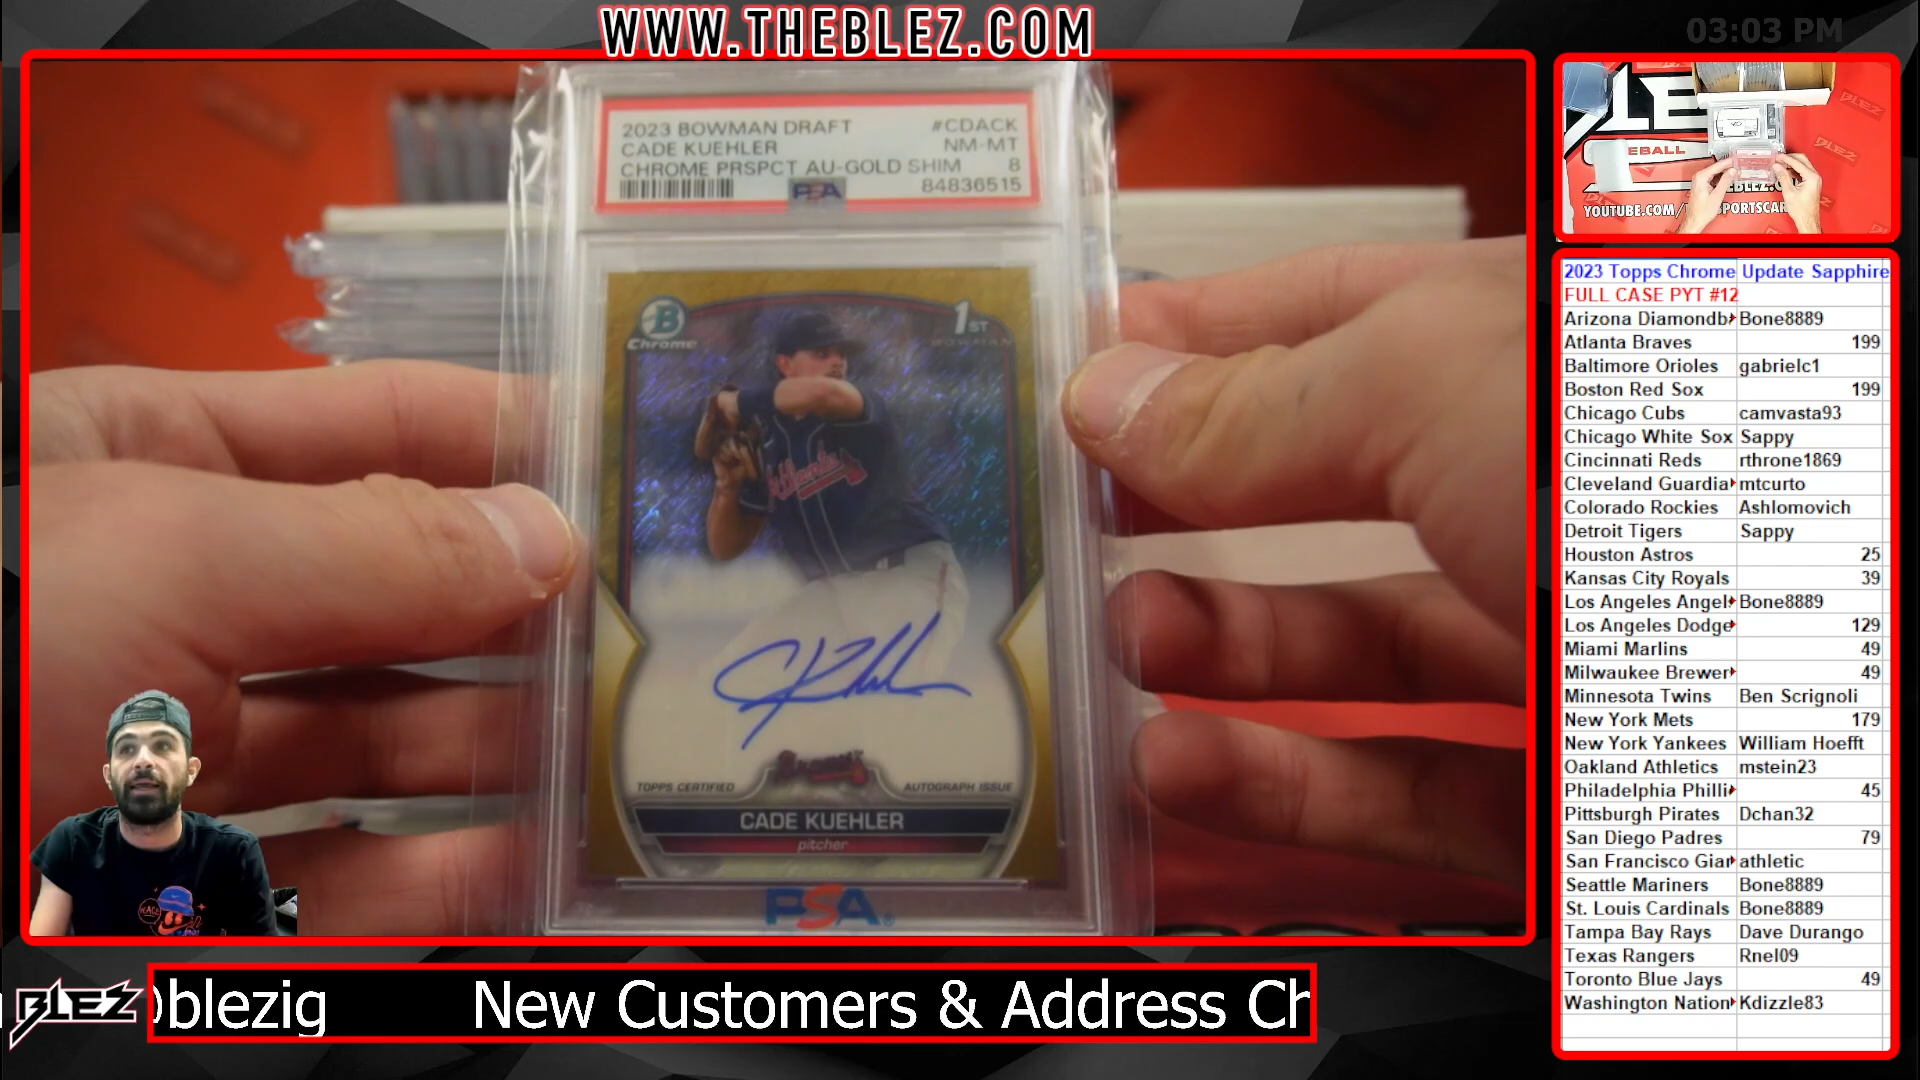 WWW.THEBLEZ.COM
03:03 PM
2023 BOWMAN DRAFT #CDACK
CADE KUEHLER NM-MT
CHROME PRSPCT AU-GOLD SHIM 8
PSA 84836515
B
Chrome
1ST
BOWMAN
Atlanta
Braves
TOPPS CERTIFIED AUTOGRAPH ISSUE
CADE KUEHLER
pitcher
PSA
BLEZ
EBALL
YOUTUBE.COM/
SPORTSCAR
2023 Topps Chrome Update Sapphire
FULL CASE PYT #12
Arizona Diamondb Bone8889
Atlanta Braves 199
Baltimore Orioles gabrielc1
Boston Red Sox 199
Chicago Cubs camvasta93
Chicago White Sox Sappy
Cincinnati Reds rthrone1869
Cleveland Guardia mtcurto
Colorado Rockies Ashlomovich
Detroit Tigers Sappy
Houston Astros 25
Kansas City Royals 39
Los Angeles Angel Bone8889
Los Angeles Dodge 129
Miami Marlins 49
Milwaukee Brewer 49
Minnesota Twins Ben Scrignoli
New York Mets 179
New York Yankees William Hoefft
Oakland Athletics mstein23
Philadelphia Philli 45
Pittsburgh Pirates Dchan32
San Diego Padres 79
San Francisco Gian athletic
Seattle Mariners Bone8889
St. Louis Cardinals Bone8889
Tampa Bay Rays Dave Durango
Texas Rangers Rnel09
Toronto Blue Jays 49
Washington Nation Kdizzle83
BLEZ
@blezig New Customers & Address Ch